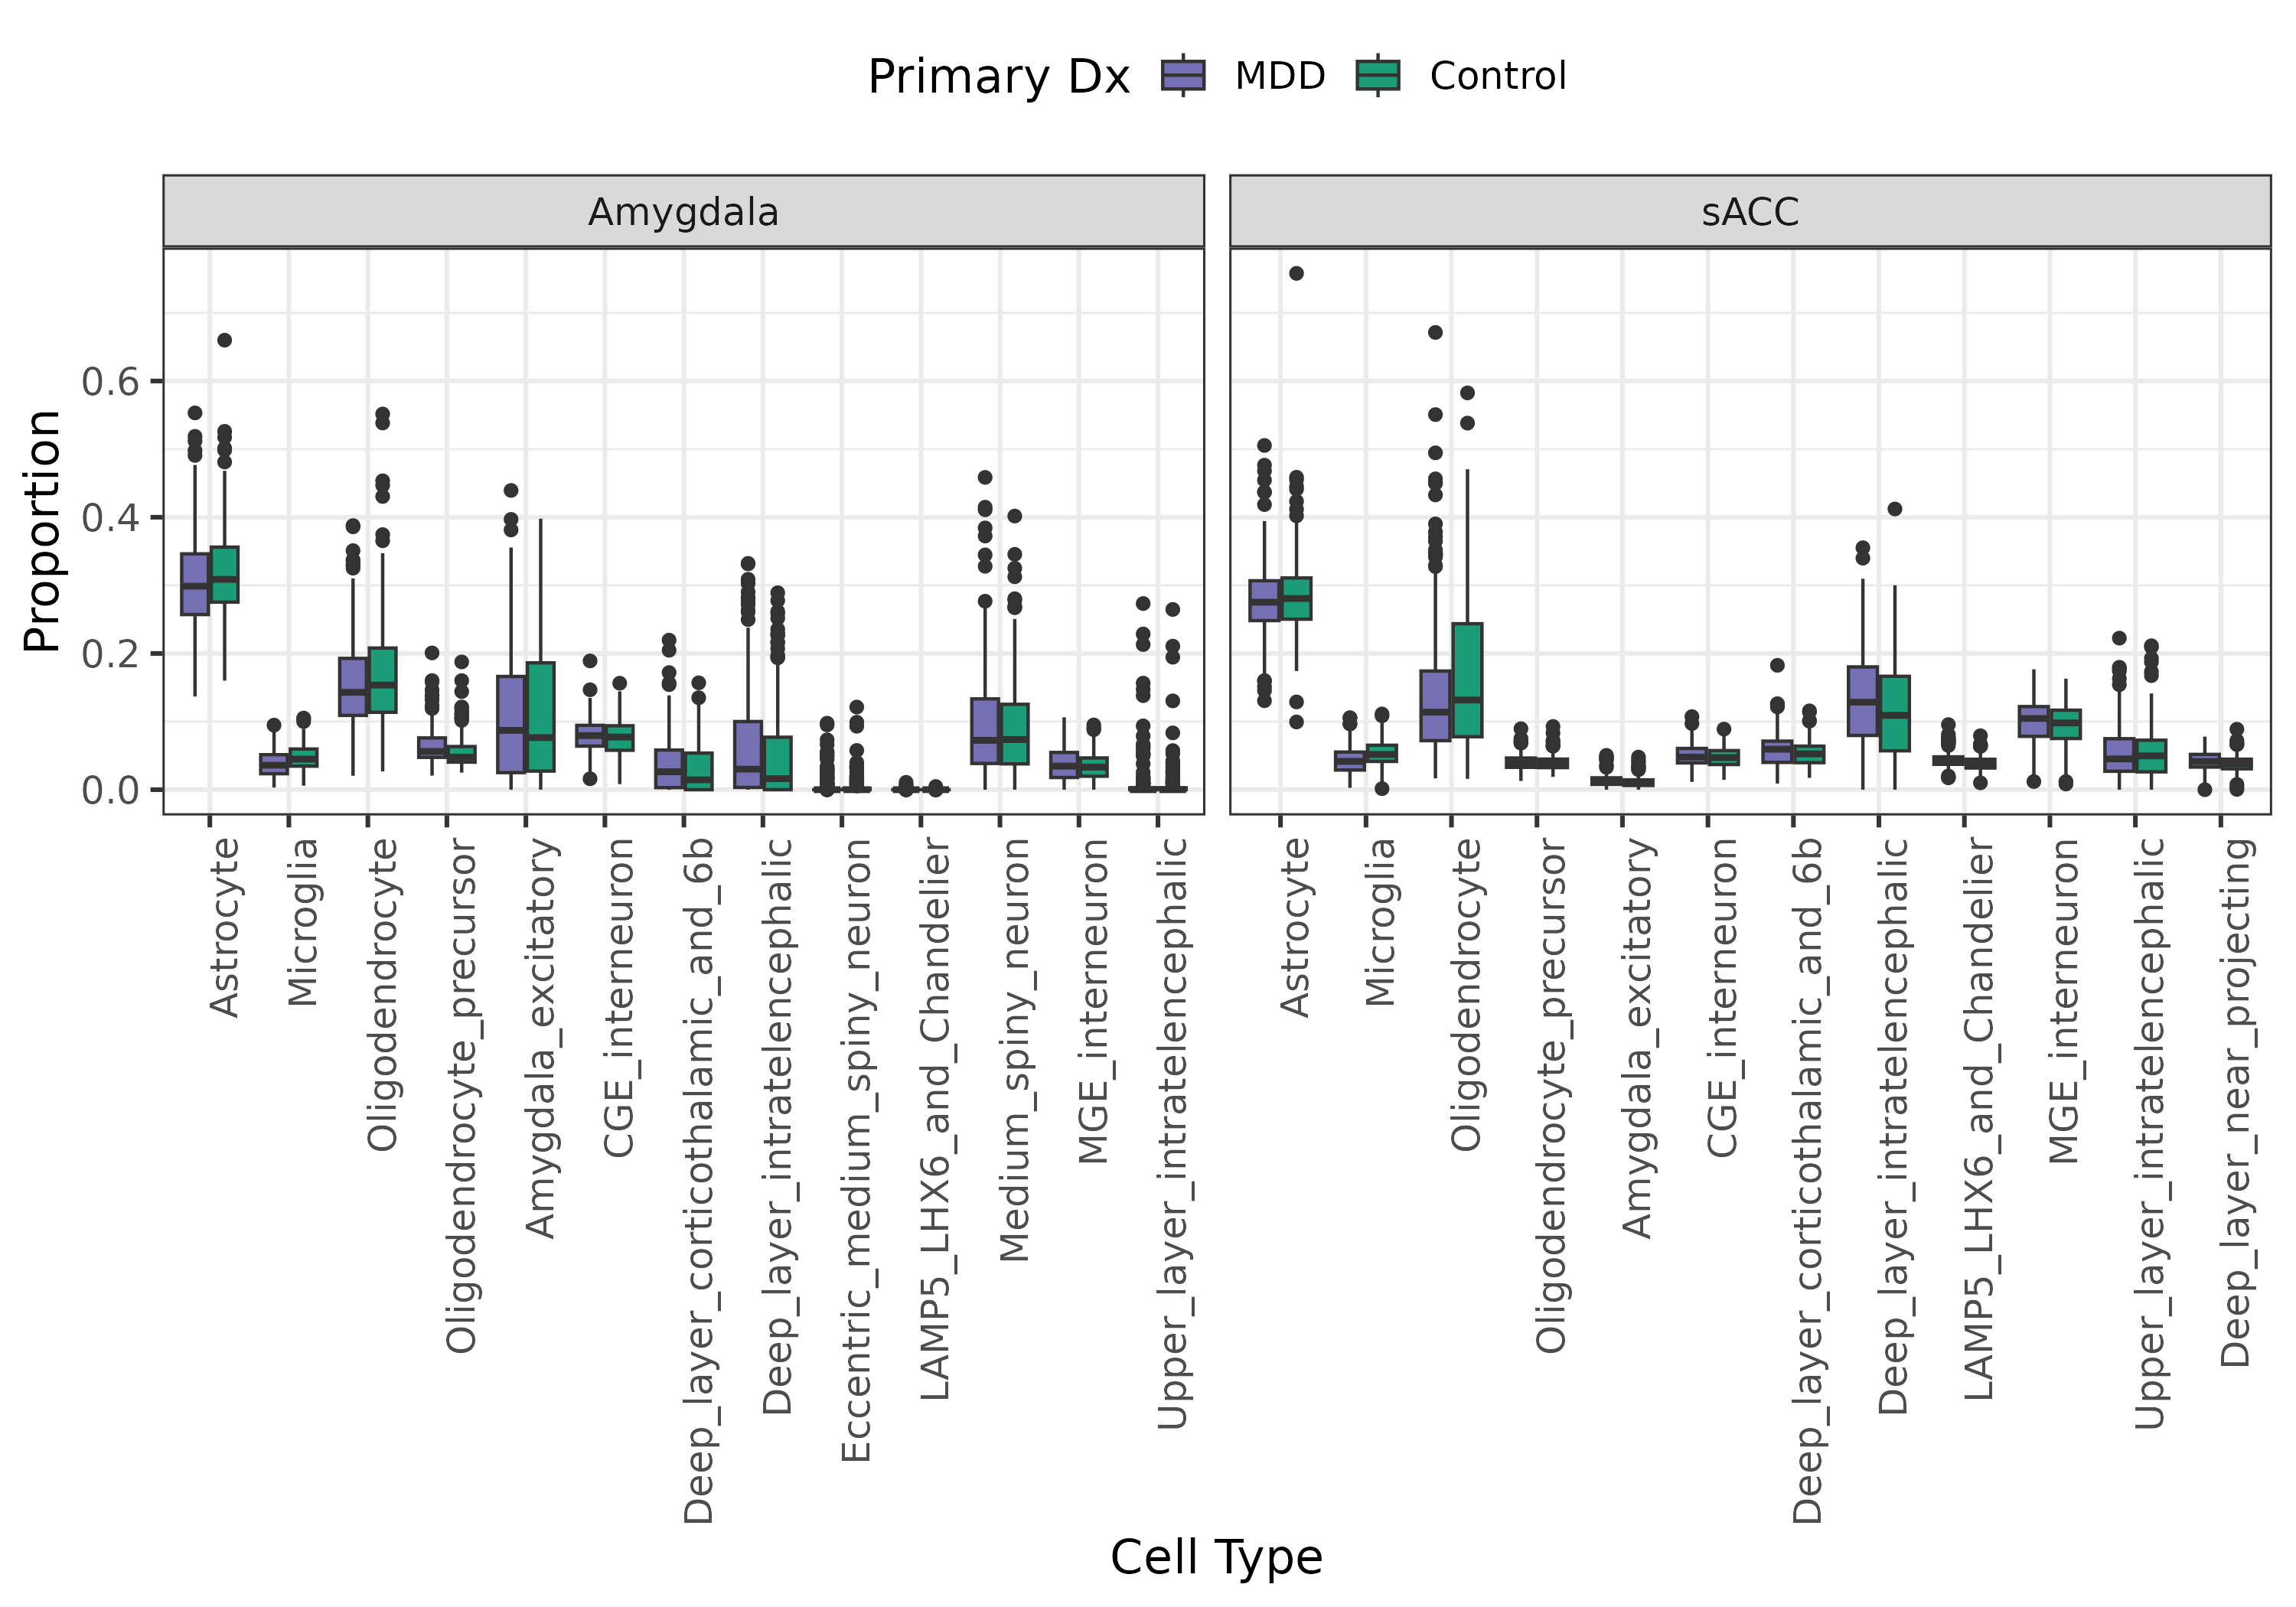 Primary Dx MDD Control
Amygdala sACC
Proportion
0.6
0.4
0.2
0.0
Astrocyte
Microglia
Oligodendrocyte
Oligodendrocyte_precursor
Amygdala_excitatory
CGE_interneuron
Deep_layer_corticothalamic_and_6b
Deep_layer_intratelencephalic
Eccentric_medium_spiny_neuron
LAMP5_LHX6_and_Chandelier
Medium_spiny_neuron
MGE_interneuron
Upper_layer_intratelencephalic
Astrocyte
Microglia
Oligodendrocyte
Oligodendrocyte_precursor
Amygdala_excitatory
CGE_interneuron
Deep_layer_corticothalamic_and_6b
Deep_layer_intratelencephalic
LAMP5_LHX6_and_Chandelier
MGE_interneuron
Upper_layer_intratelencephalic
Deep_layer_near_projecting
Cell Type